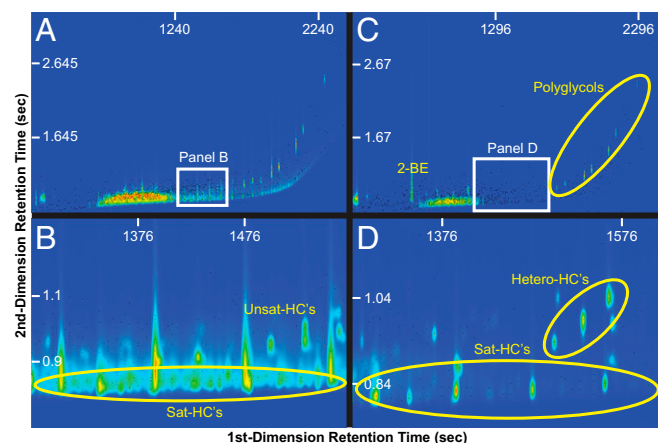 A
1240
2240
2.645
1.645
Panel B
C
1296
2296
2.67
1.67
Polyglycols
Panel D
2-BE
B
1376
1476
1.1
0.9
Unsat-HC's
Sat-HC's
D
1376
1576
1.04
0.84
Hetero-HC's
Sat-HC's
2nd-Dimension Retention Time (sec)
1st-Dimension Retention Time (sec)